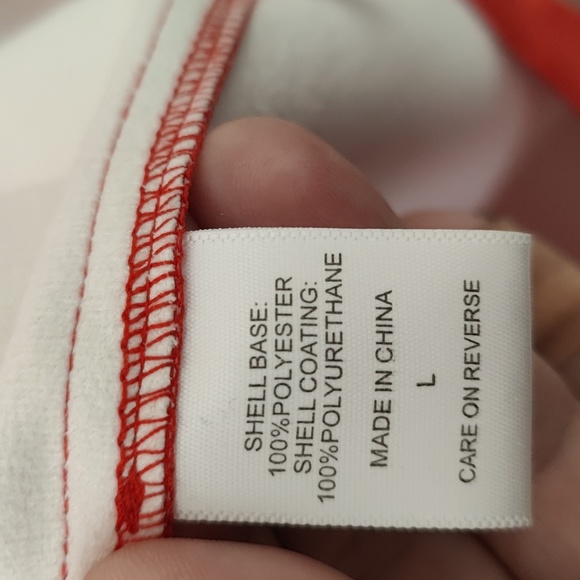 SHELL BASE:
100%POLYESTER
SHELL COATING:
100%POLYURETHANE
MADE IN CHINA
L
CARE ON REVERSE